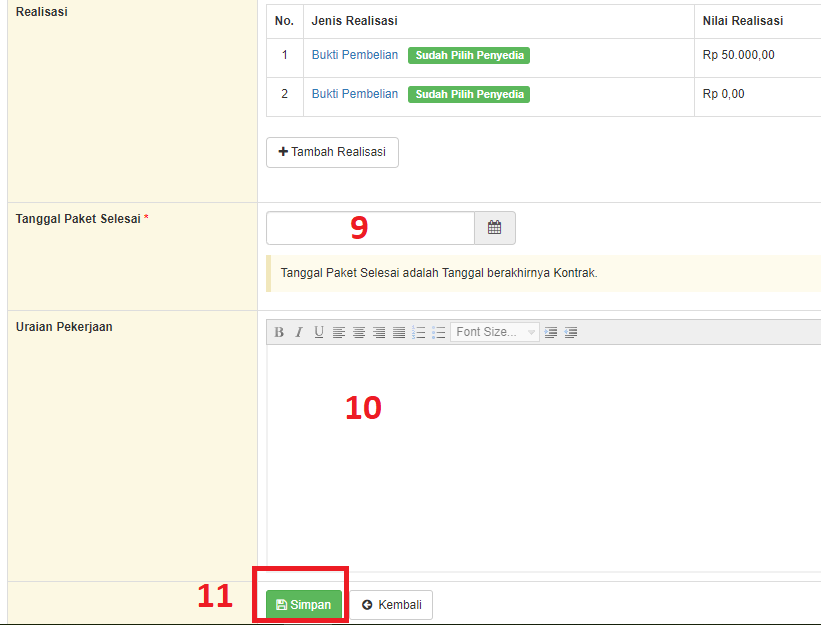 Realisasi
No. Jenis Realisasi Nilai Realisasi
1 Bukti Pembelian Sudah Pilih Penyedia Rp 50.000,00
2 Bukti Pembelian Sudah Pilih Penyedia Rp 0,00
Tambah Realisasi
Tanggal Paket Selesai *
9
Tanggal Paket Selesai adalah Tanggal berakhirnya Kontrak.
Uraian Pekerjaan
B I U Font Size...
10
11 Simpan Kembali